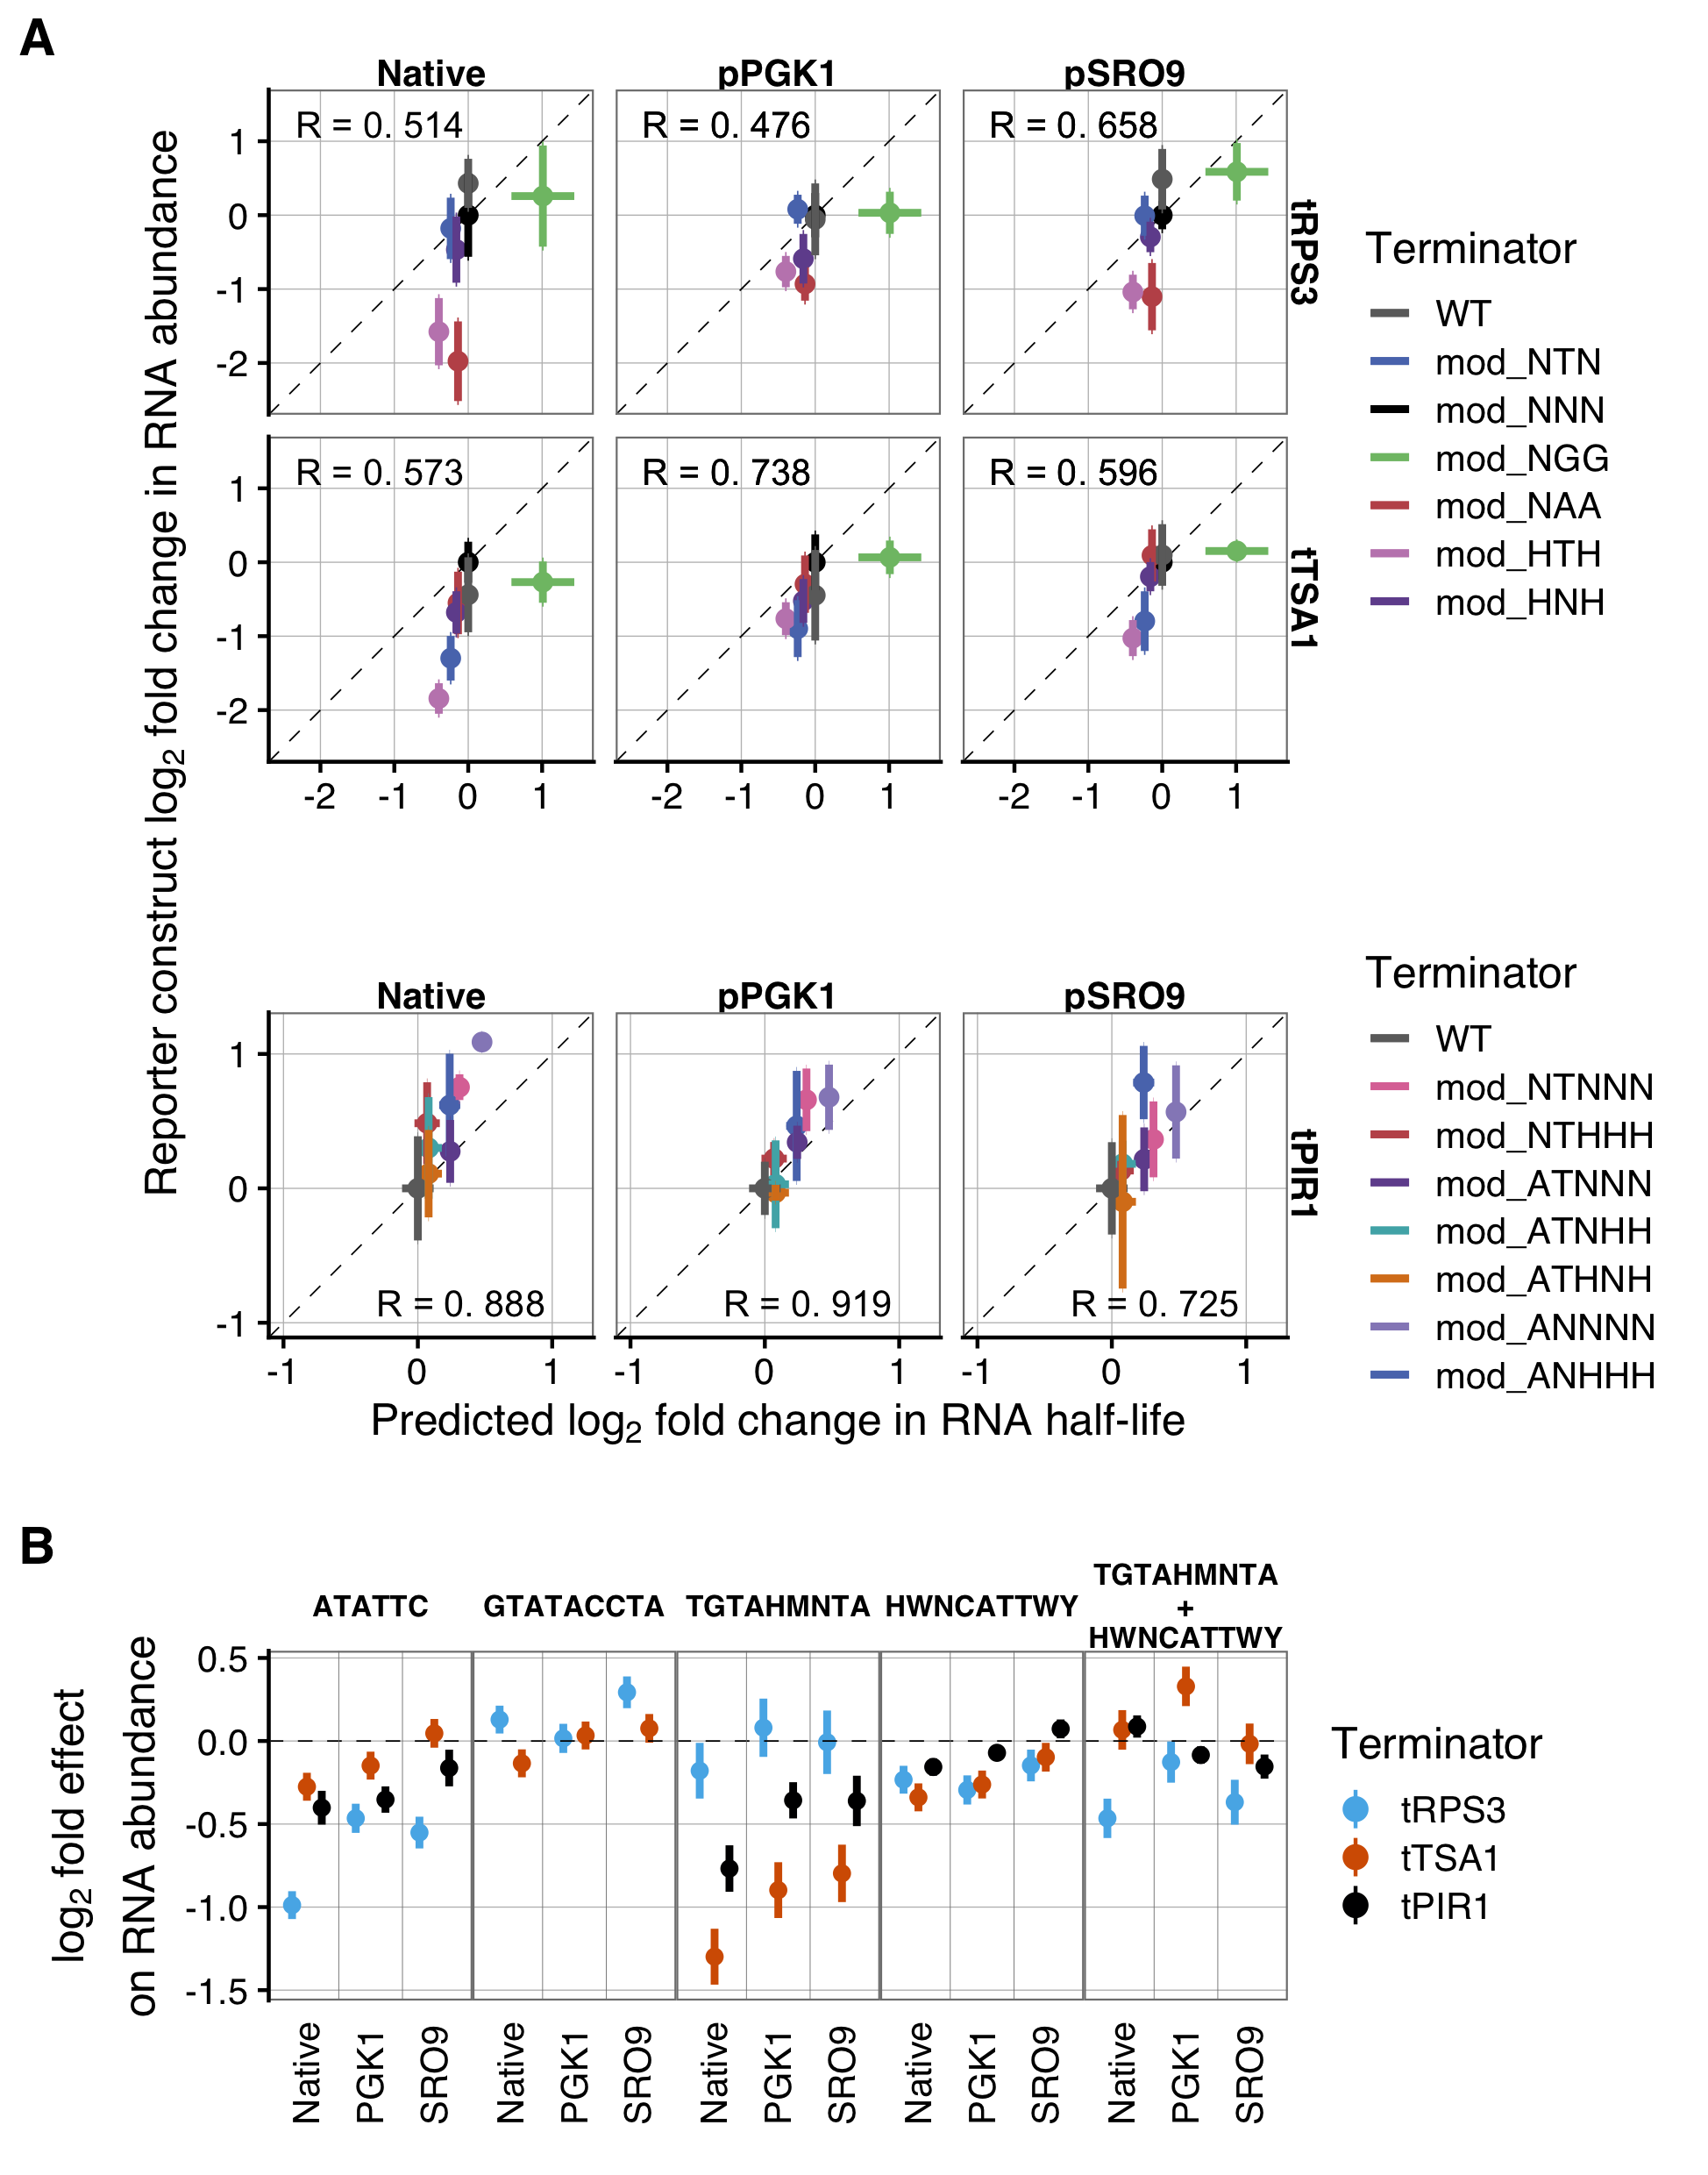 A
Native pPGK1 pSRO9
Reporter construct log2 fold change in RNA abundance
R = 0. 514 R = 0. 476 R = 0. 658
1
0
-1
-2
tRPS3
R = 0. 573 R = 0. 738 R = 0. 596
1
0
-1
-2
tTSA1
-2 -1 0 1 -2 -1 0 1 -2 -1 0 1
Terminator
WT
mod_NTN
mod_NNN
mod_NGG
mod_NAA
mod_HTH
mod_HNH
Native pPGK1 pSRO9
1
0
-1
R = 0. 888 R = 0. 919 R = 0. 725
tPIR1
-1 0 1 -1 0 1 -1 0 1
Predicted log2 fold change in RNA half-life
Terminator
WT
mod_NTNNN
mod_NTHHH
mod_ATNNN
mod_ATNHH
mod_ATHNH
mod_ANNNN
mod_ANHHH
B
log2 fold effect
on RNA abundance
ATATTC GTATACCTA TGTAHMNTA HWNCATTWY
TGTAHMNTA
+
HWNCATTWY
0.5
0.0
-0.5
-1.0
-1.5
Native PGK1 SRO9 Native PGK1 SRO9 Native PGK1 SRO9 Native PGK1 SRO9 Native PGK1 SRO9
Terminator
tRPS3
tTSA1
tPIR1